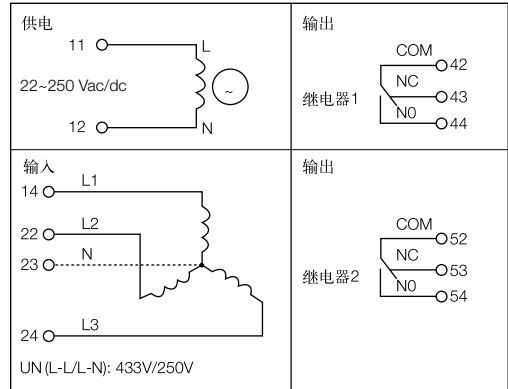 供电
11
L
22~250 Vac/dc
~
12
N
输出
COM
42
继电器1
NC
43
N0
44
输入
14
L1
22
L2
23
N
24
L3
UN (L-L/L-N): 433V/250V
输出
COM
52
继电器2
NC
53
N0
54